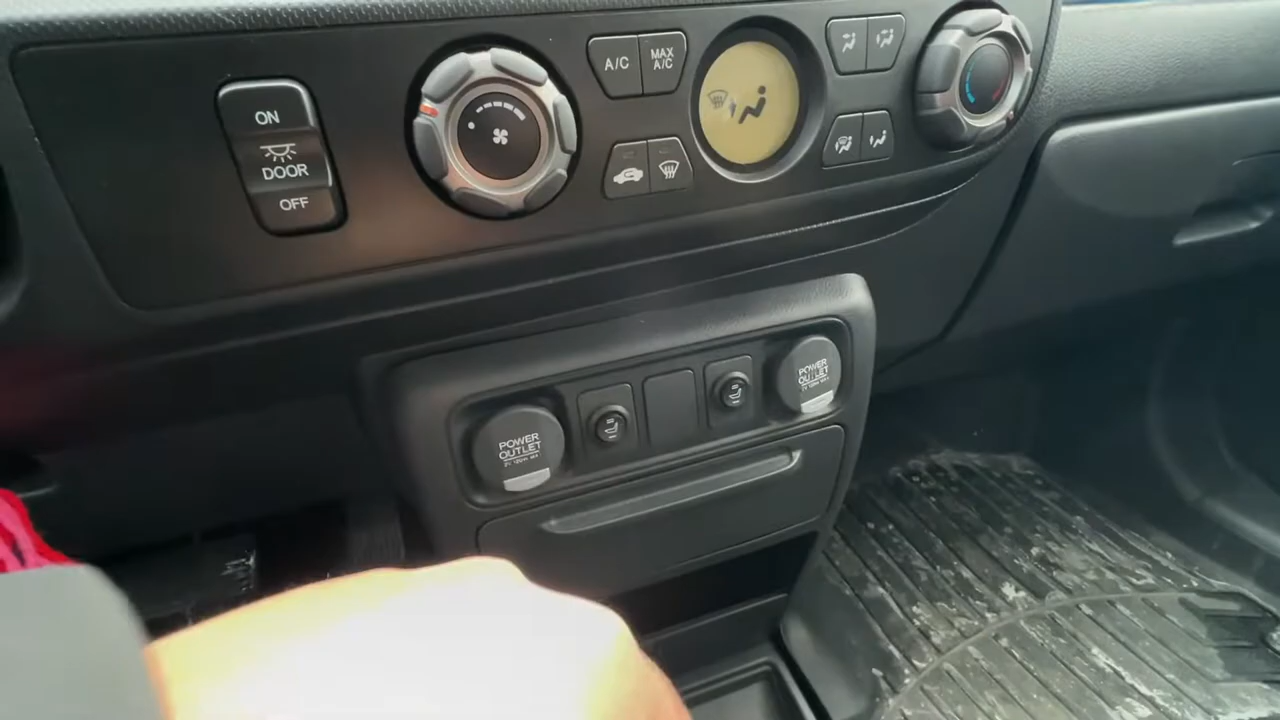 ON
DOOR
OFF
A/C
MAX
A/C
POWER
OUTLET
POWER
OUTLET